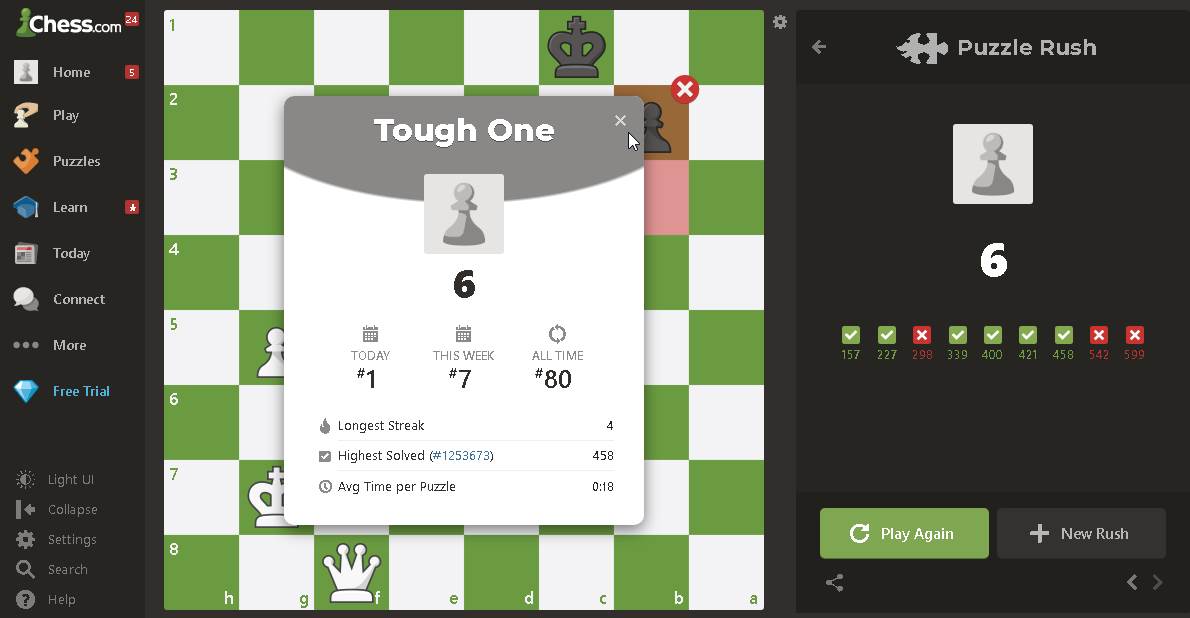 Chess.com
24
Home
5
Play
Puzzles
Learn
Today
Connect
More
Free Trial
Light UI
Collapse
Settings
Search
Help
1
2
3
4
5
6
7
8
h g f e d c b a
Tough One
6
TODAY THIS WEEK ALL TIME
#1 #7 #80
Longest Streak 4
Highest Solved (#1253673) 458
Avg Time per Puzzle 0:18
Puzzle Rush
6
157 227 298 339 400 421 458 542 599
Play Again
New Rush